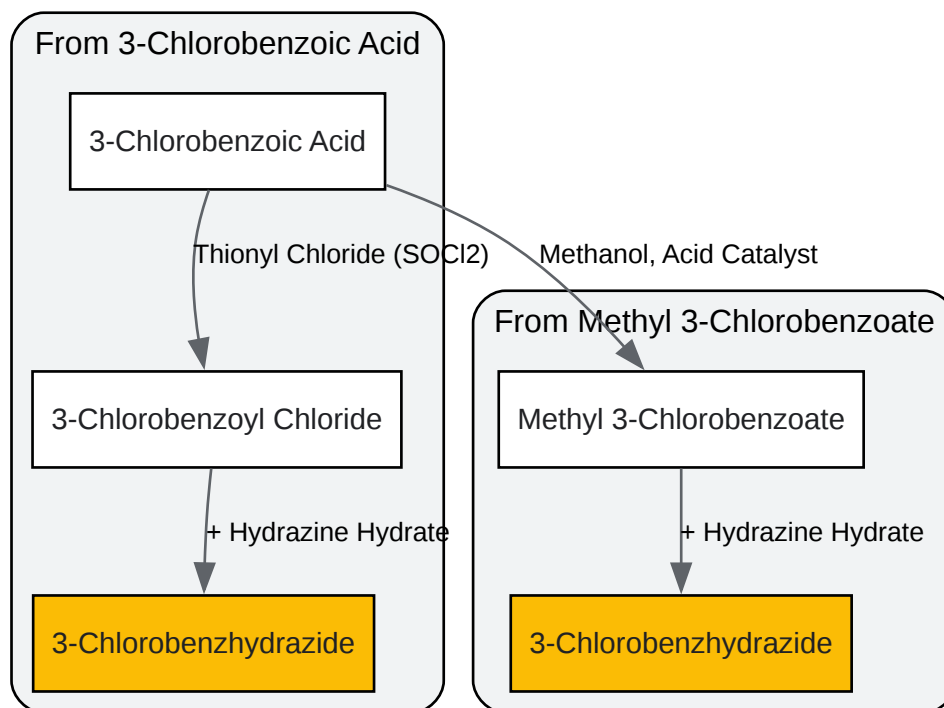 From 3-Chlorobenzoic Acid
3-Chlorobenzoic Acid
Thionyl Chloride (SOCl2)
Methanol, Acid Catalyst
From Methyl 3-Chlorobenzoate
3-Chlorobenzoyl Chloride
Methyl 3-Chlorobenzoate
+ Hydrazine Hydrate
+ Hydrazine Hydrate
3-Chlorobenzhydrazide
3-Chlorobenzhydrazide